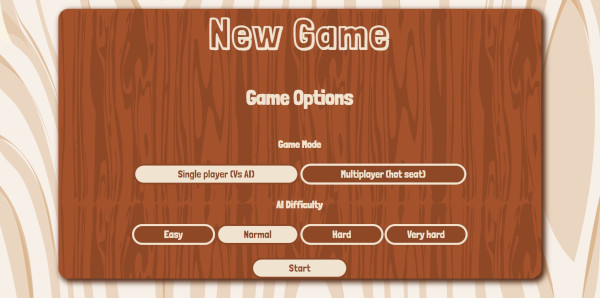 New Game
Game Options
Game Mode
Single player (Vs AI) Multiplayer (hot seat)
AI Difficulty
Easy Normal Hard Very hard
Start